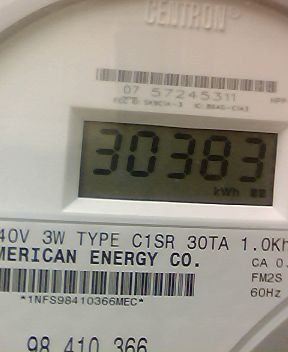 CENTRON®
07 57245311
30383
kWh
40V 3W TYPE C1SR 30TA 1.0Kh
MERICAN ENERGY CO.
CA 0.
FM2S
*1NFS98410366MEC*
60Hz
98 410 366